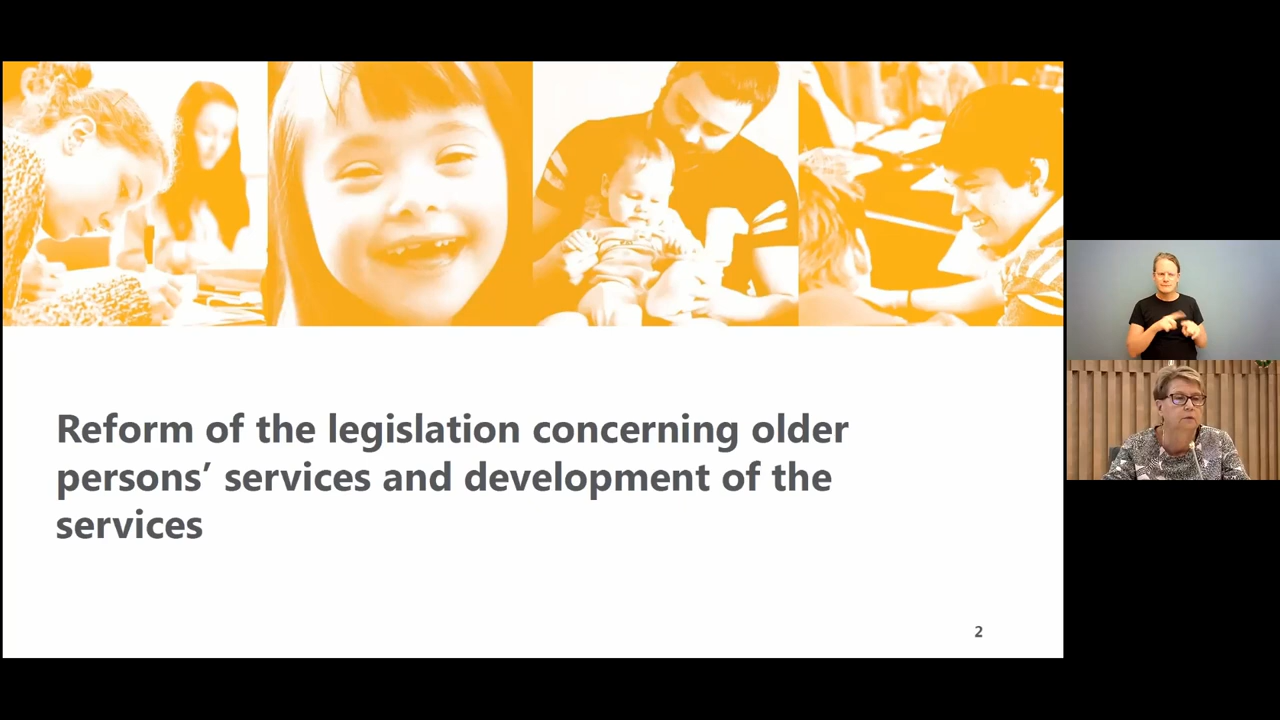 Reform of the legislation concerning older
persons’ services and development of the
services
2